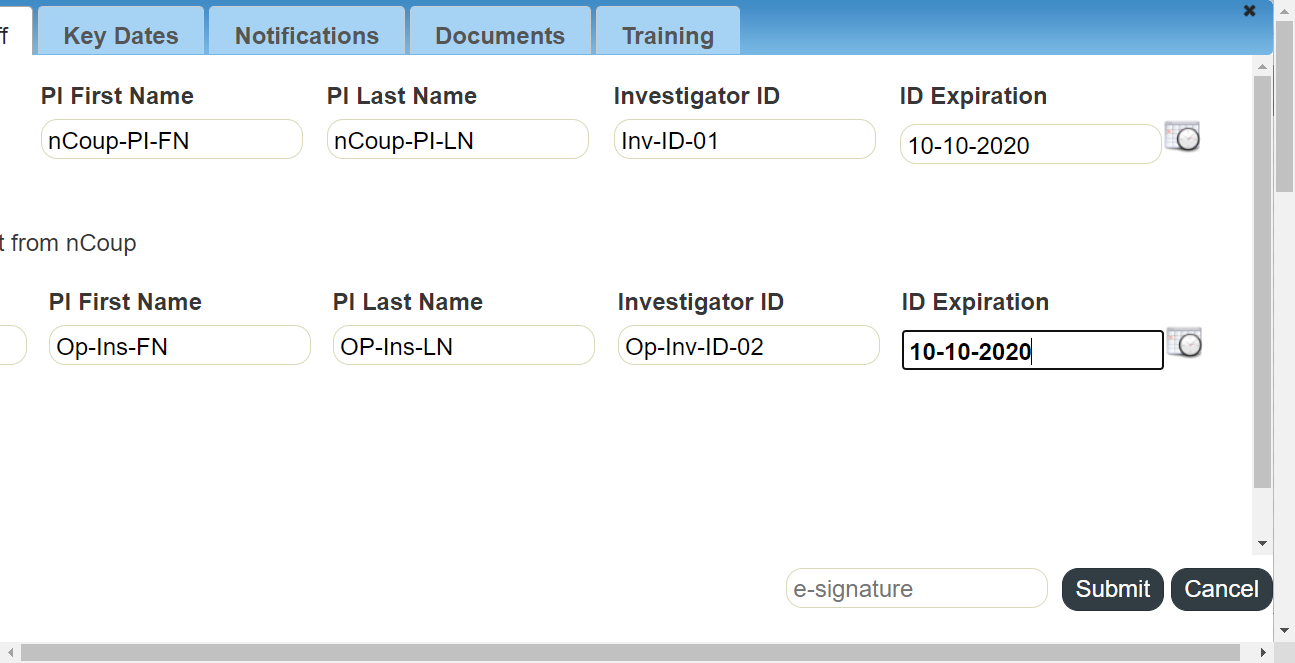 ff Key Dates Notifications Documents Training
PI First Name PI Last Name Investigator ID ID Expiration
nCoup-PI-FN nCoup-PI-LN Inv-ID-01 10-10-2020
t from nCoup
PI First Name PI Last Name Investigator ID ID Expiration
Op-Ins-FN OP-Ins-LN Op-Inv-ID-02 10-10-2020
e-signature Submit Cancel